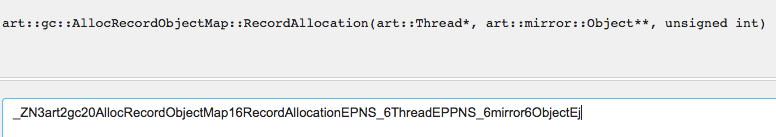 art::gc::AllocRecordObjectMap::RecordAllocation(art::Thread*, art::mirror::Object**, unsigned int)
_ZN3art2gc20AllocRecordObjectMap16RecordAllocationEPNS_6ThreadEPPNS_6mirror6ObjectEj